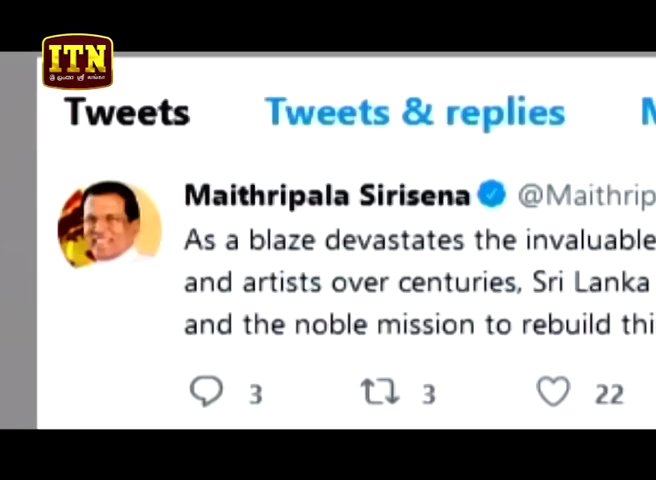 ITN
Tweets Tweets & replies
Maithripala Sirisena @Maithrip
As a blaze devastates the invaluable
and artists over centuries, Sri Lanka
and the noble mission to rebuild thi
3 3 22